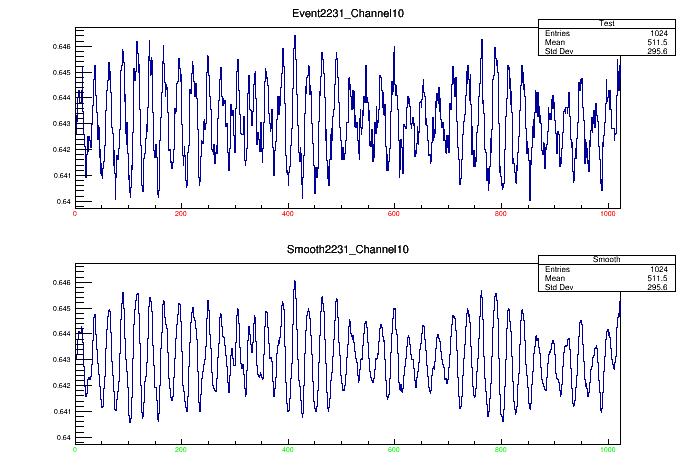 Event2231_Channel10
Test
Entries 1024
Mean 511.5
Std Dev 295.6
0.646
0.645
0.644
0.643
0.642
0.641
0.64
0 200 400 600 800 1000
Smooth2231_Channel10
Smooth
Entries 1024
Mean 511.5
Std Dev 295.6
0.646
0.645
0.644
0.643
0.642
0.641
0.64
0 200 400 600 800 1000